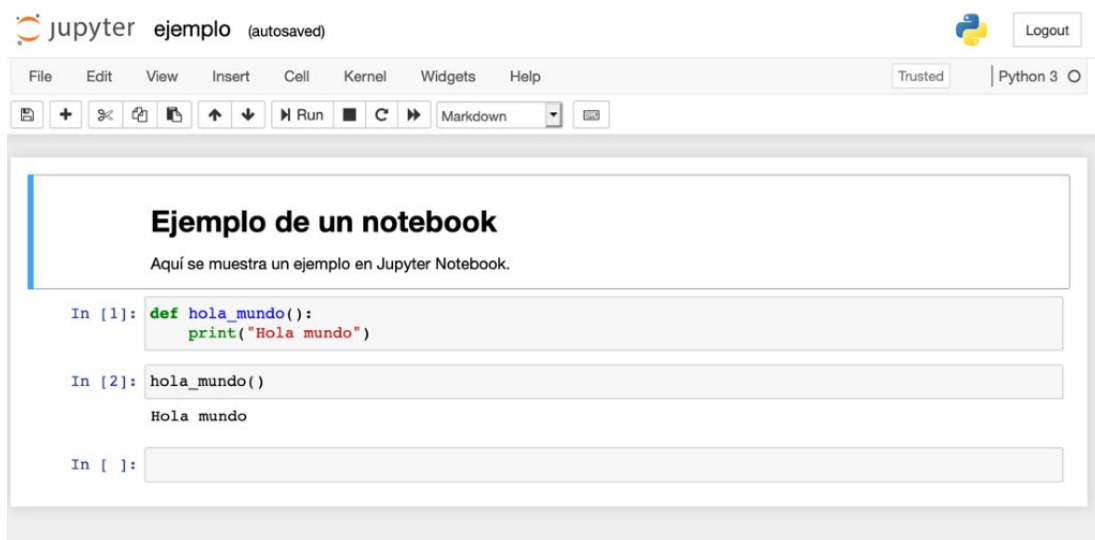 jupyter ejemplo (autosaved) Logout
File Edit View Insert Cell Kernel Widgets Help Trusted Python 3
Run Markdown
Ejemplo de un notebook
Aquí se muestra un ejemplo en Jupyter Notebook.
In [1]: def hola_mundo():
print("Hola mundo")
In [2]: hola_mundo()
Hola mundo
In [ ]: